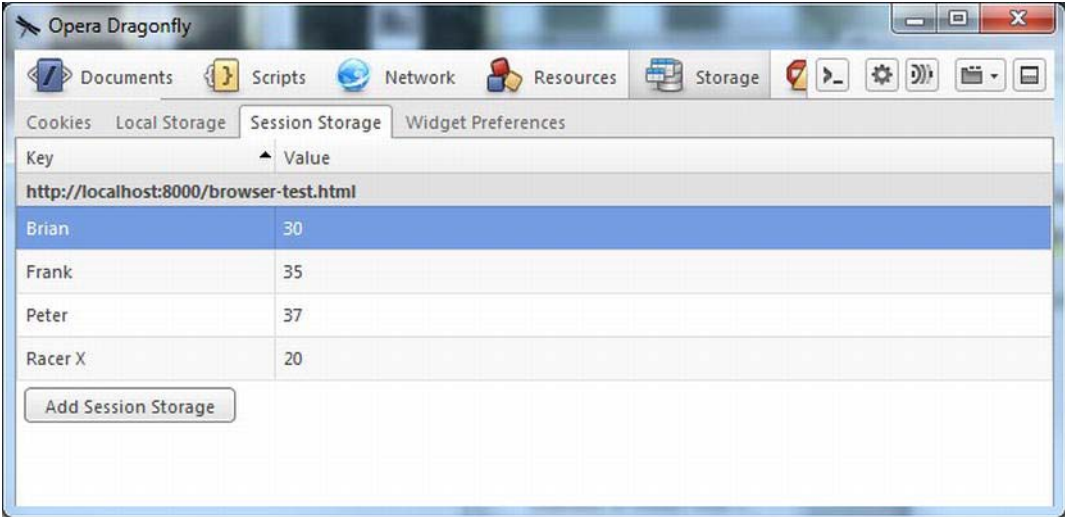 Opera Dragonfly
Documents Scripts Network Resources Storage
Cookies Local Storage Session Storage Widget Preferences
Key Value
http://localhost:8000/browser-test.html
Brian 30
Frank 35
Peter 37
Racer X 20
Add Session Storage